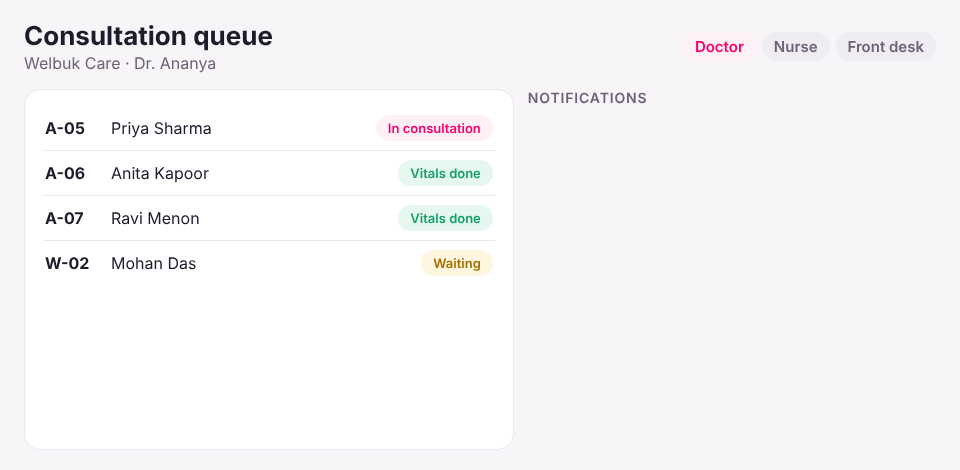 Consultation queue
Welbuk Care · Dr. Ananya
Doctor Nurse Front desk
A-05 Priya Sharma In consultation
A-06 Anita Kapoor Vitals done
A-07 Ravi Menon Vitals done
W-02 Mohan Das Waiting
NOTIFICATIONS